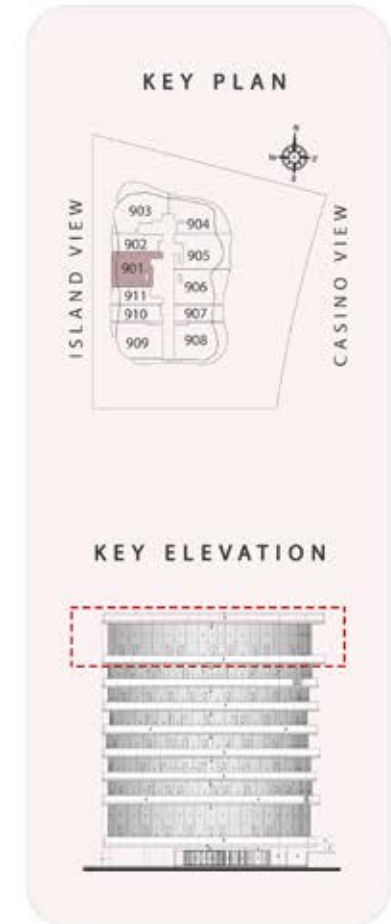 KEY PLAN
N
W
E
S
903
904
902
905
901
906
911
910
907
909
908
ISLAND VIEW
CASINO VIEW
KEY ELEVATION